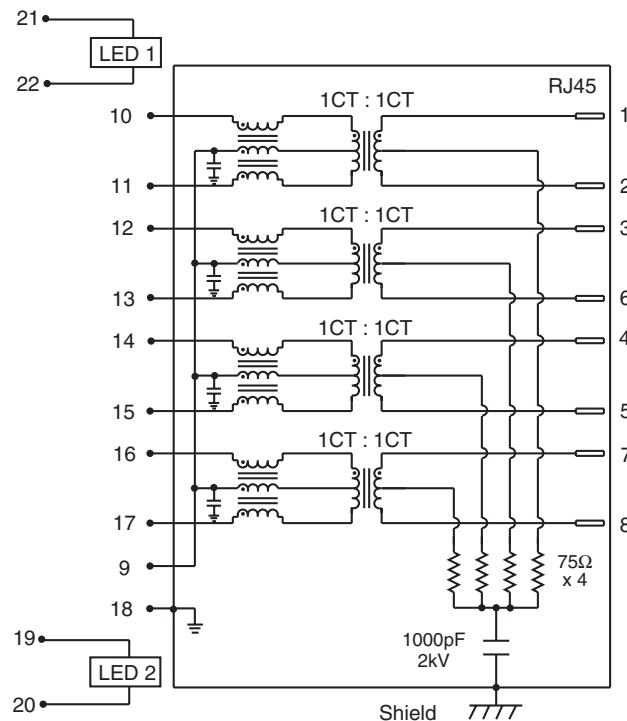 21
LED 1
22
RJ45
1CT : 1CT
10
1
11
2
1CT : 1CT
12
3
13
6
1CT : 1CT
14
4
15
5
1CT : 1CT
16
7
17
8
9
75Ω
x 4
18
19
1000pF
2kV
LED 2
20
Shield